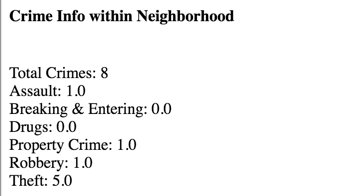 Crime Info within Neighborhood
Total Crimes: 8
Assault: 1.0
Breaking & Entering: 0.0
Drugs: 0.0
Property Crime: 1.0
Robbery: 1.0
Theft: 5.0